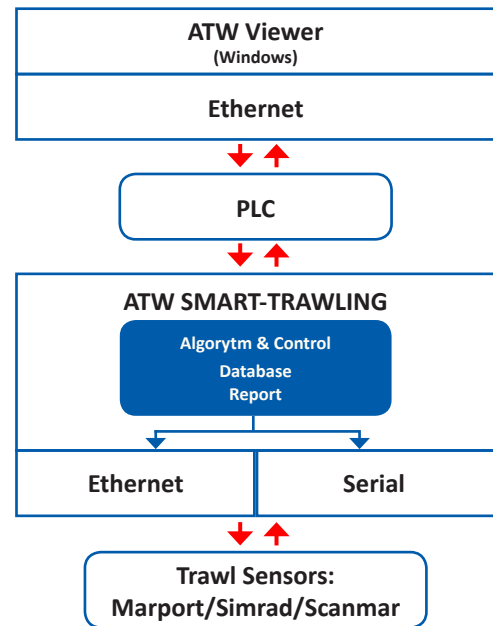 ATW Viewer
(Windows)
Ethernet
PLC
ATW SMART-TRAWLING
Algorytm & Control
Database
Report
Ethernet
Serial
Trawl Sensors:
Marport/Simrad/Scanmar